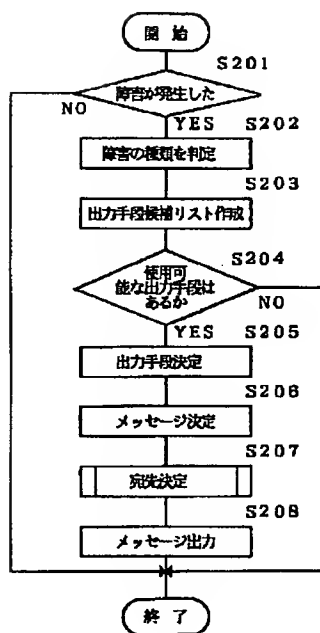 開始
S201
障害が発生した
NO
YES
S202
障害の種類を判定
S203
出力手段候補リスト作成
S204
使用可
能な出力手段は
あるか
NO
YES
S205
出力手段決定
S206
メッセージ決定
S207
宛先決定
S208
メッセージ出力
終了